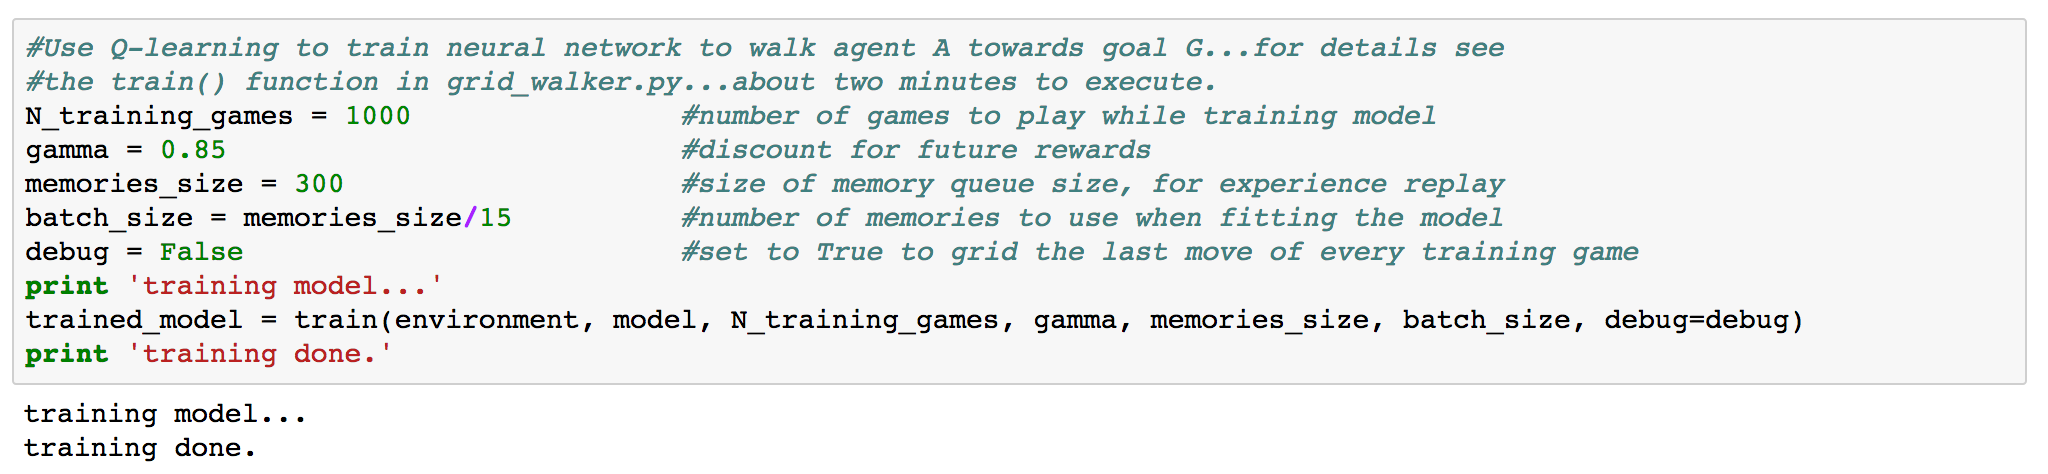 #Use Q-learning to train neural network to walk agent A towards goal G...for details see
#the train() function in grid_walker.py...about two minutes to execute.
N_training_games = 1000                #number of games to play while training model
gamma = 0.85                           #discount for future rewards
memories_size = 300                    #size of memory queue size, for experience replay
batch_size = memories_size/15          #number of memories to use when fitting the model
debug = False                          #set to True to grid the last move of every training game
print 'training model...'
trained_model = train(environment, model, N_training_games, gamma, memories_size, batch_size, debug=debug)
print 'training done.'
training model...
training done.